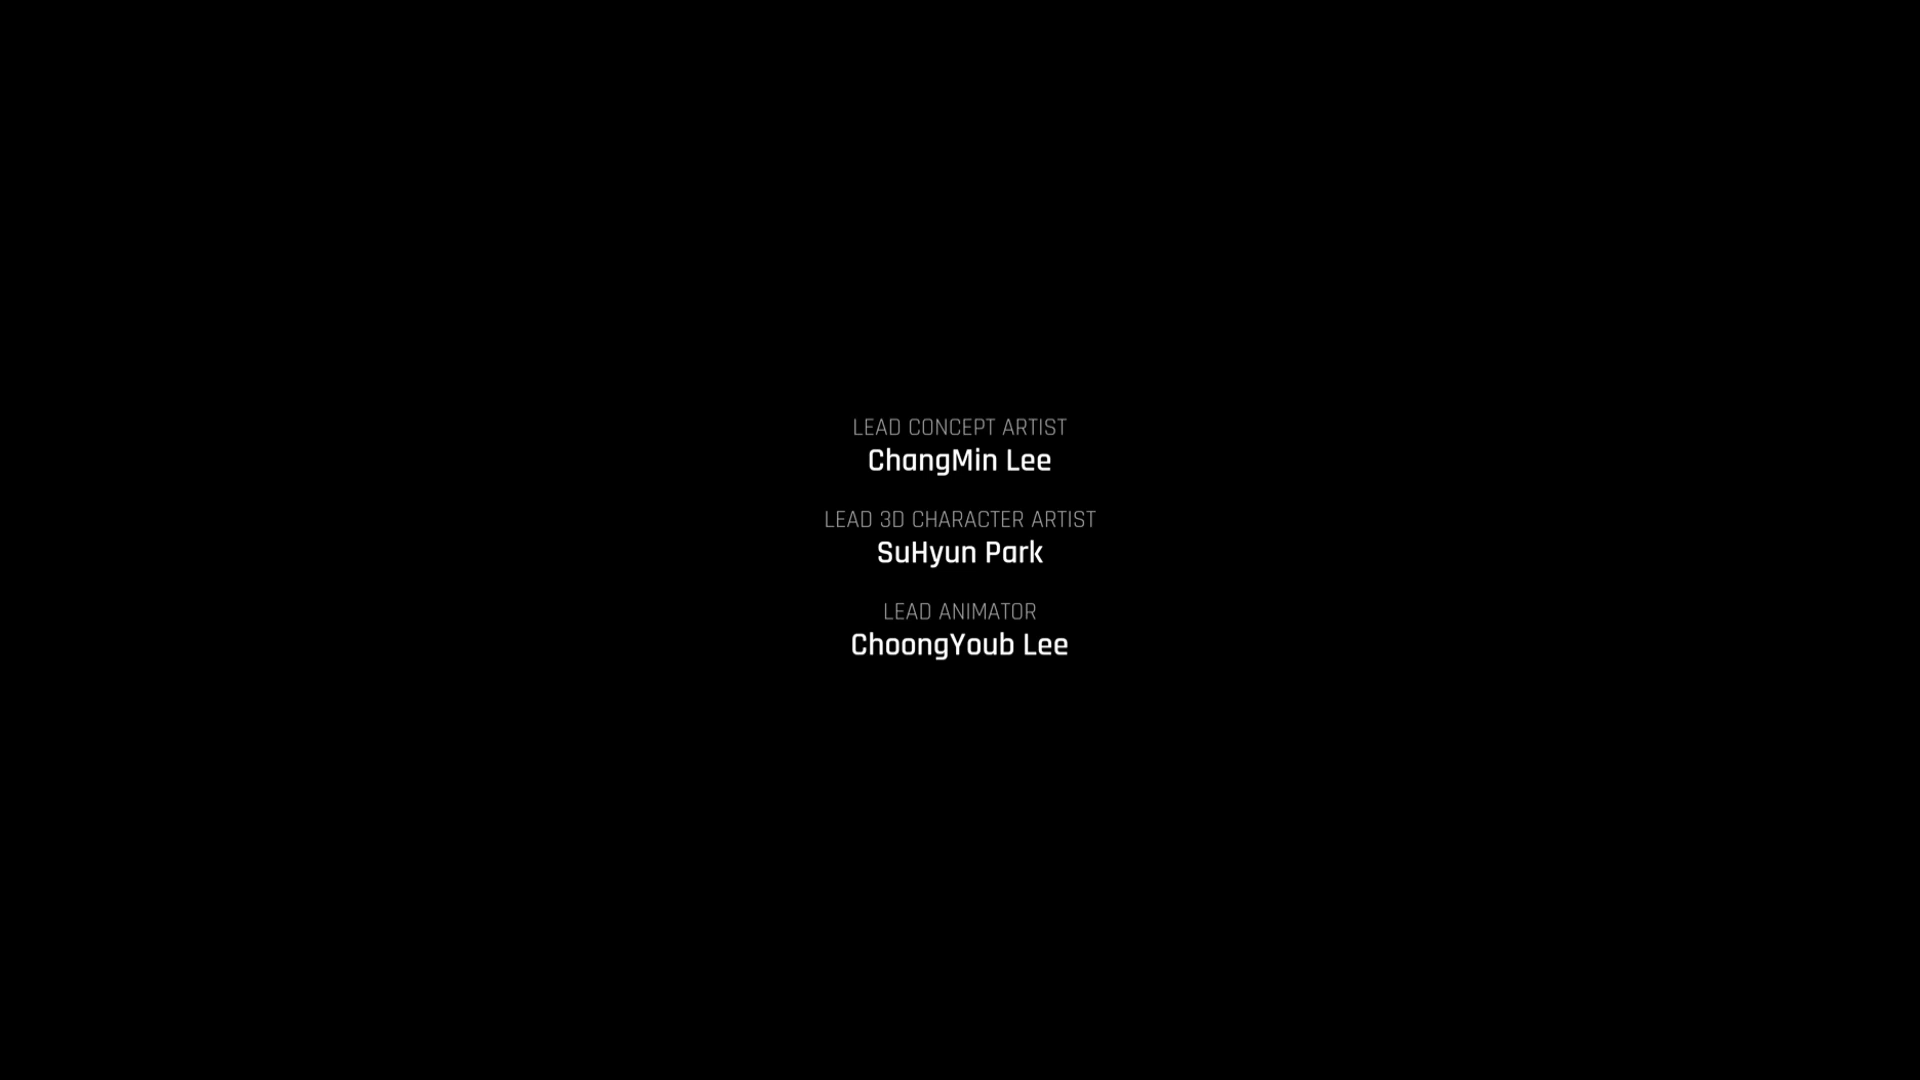 LEAD CONCEPT ARTIST
ChangMin Lee
LEAD 3D CHARACTER ARTIST
SuHyun Park
LEAD ANIMATOR
ChoongYoub Lee